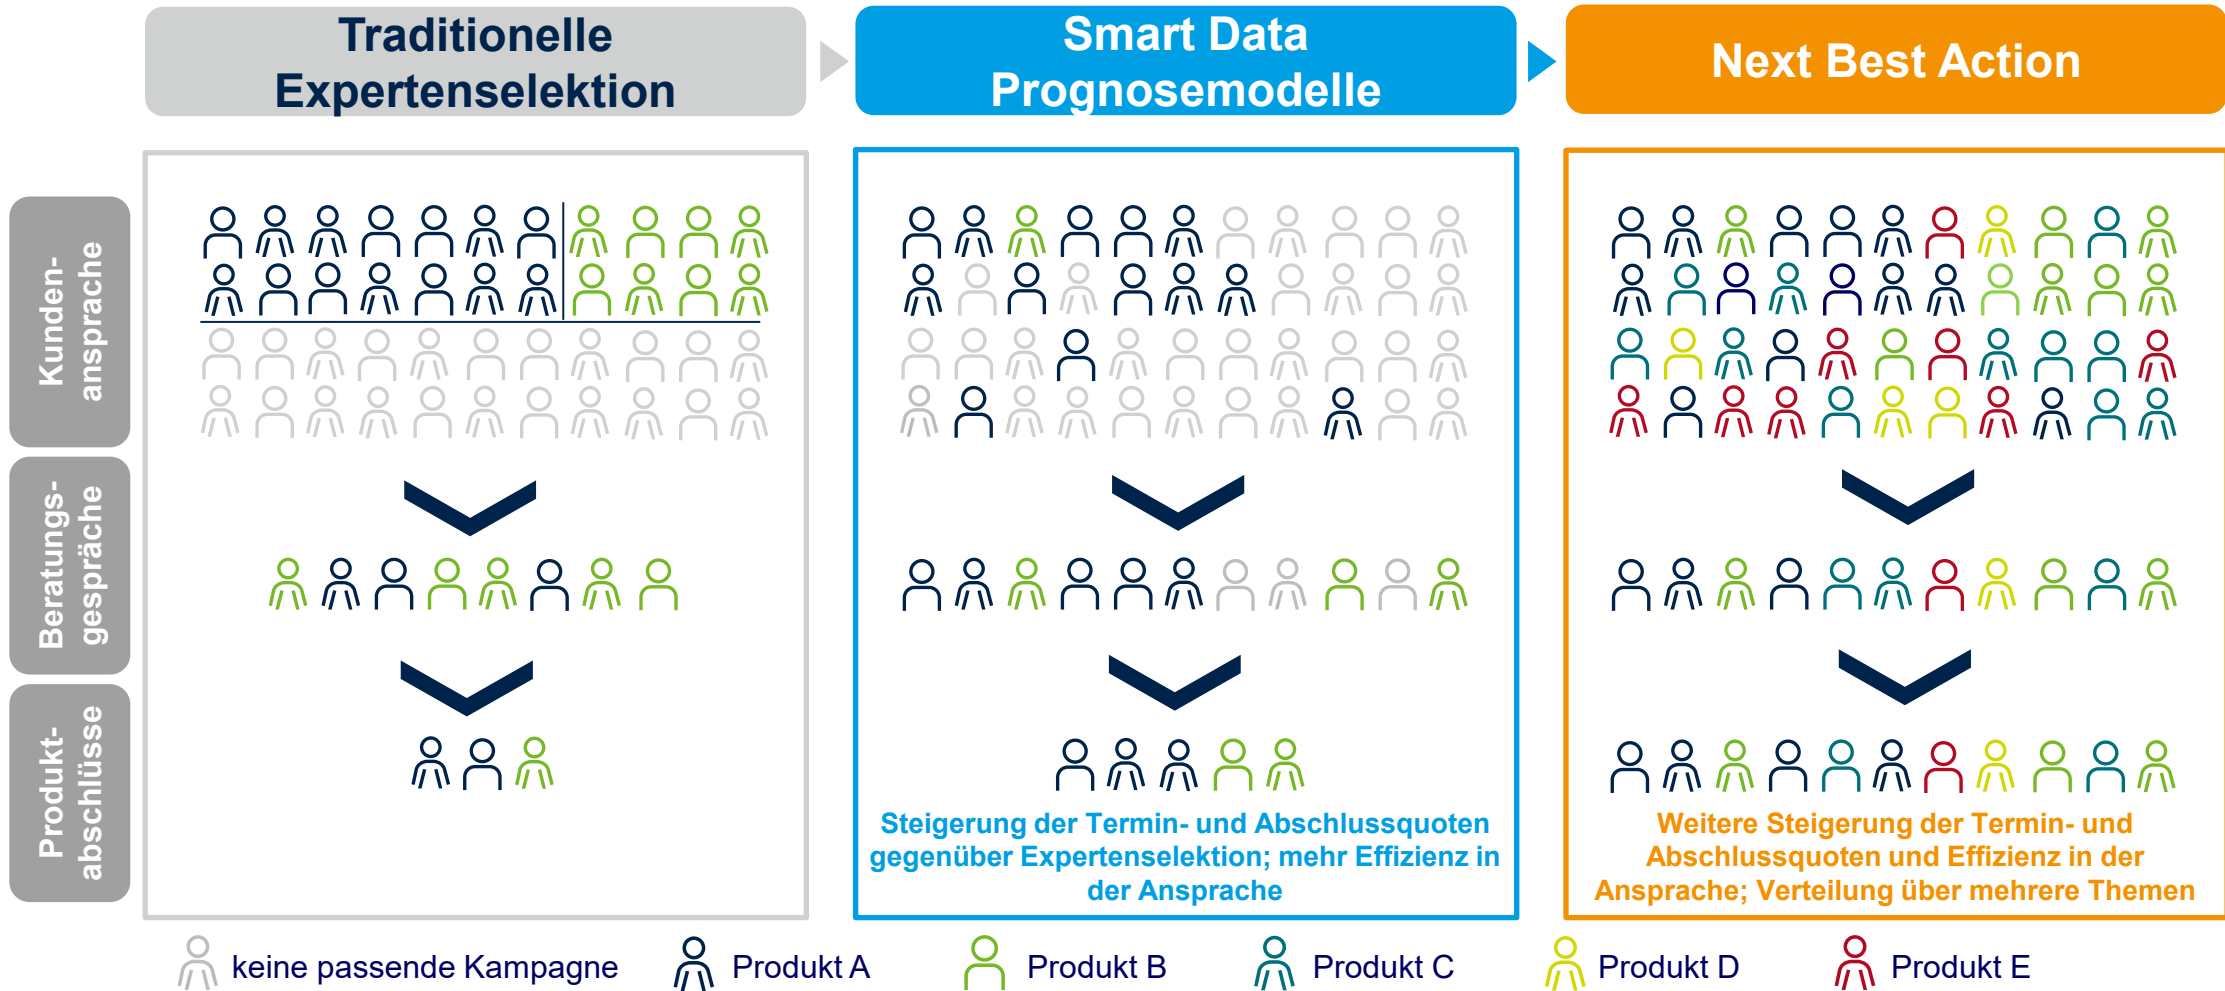 Traditionelle
Expertenselektion
Smart Data
Prognosemodelle
Next Best Action
Kunden-
ansprache
Beratungs-
gespräche
Produkt-
abschlüsse
Steigerung der Termin- und Abschlussquoten
gegenüber Expertenselektion; mehr Effizienz in
der Ansprache
Weitere Steigerung der Termin- und
Abschlussquoten und Effizienz in der
Ansprache; Verteilung über mehrere Themen
keine passende Kampagne
Produkt A
Produkt B
Produkt C
Produkt D
Produkt E